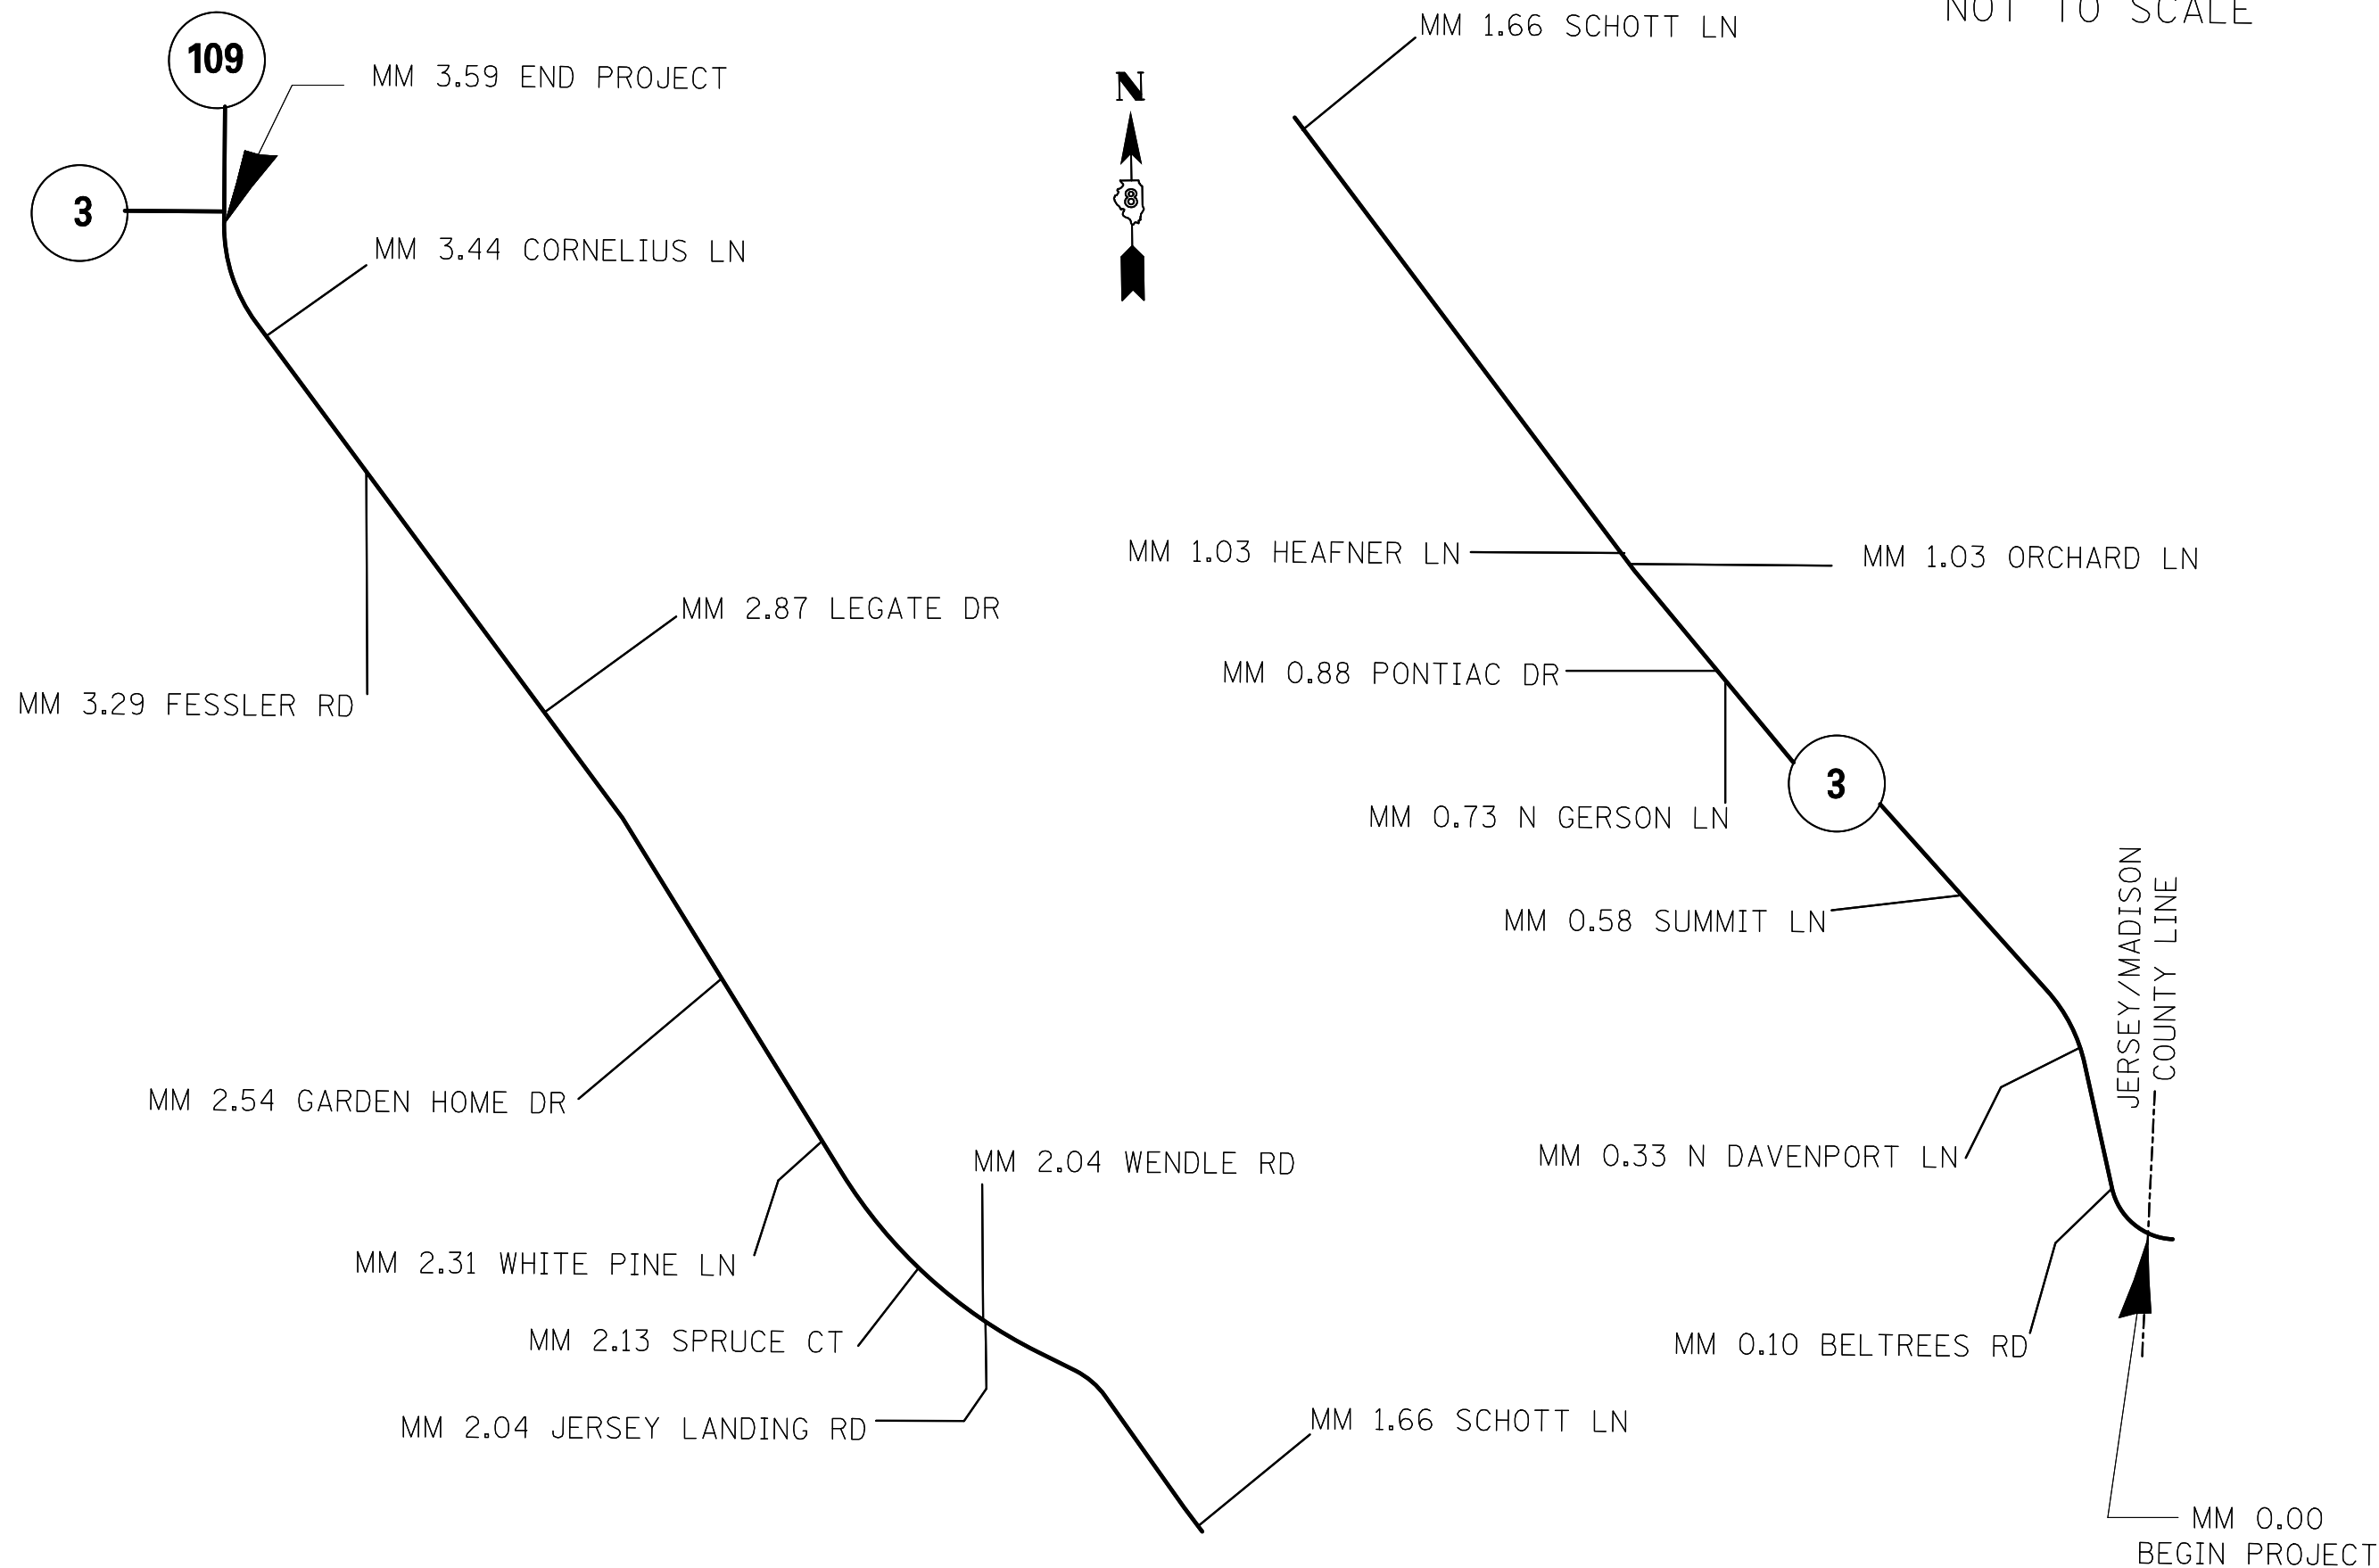 NOT TO SCALE
109
MM 3.59 END PROJECT
3
MM 3.44 CORNELIUS LN
MM 3.29 FESSLER RD
MM 2.87 LEGATE DR
MM 2.54 GARDEN HOME DR
MM 2.31 WHITE PINE LN
MM 2.13 SPRUCE CT
MM 2.04 WENDLE RD
MM 2.04 JERSEY LANDING RD
MM 1.66 SCHOTT LN
N
8
MM 1.66 SCHOTT LN
MM 1.03 HEAFNER LN
MM 1.03 ORCHARD LN
MM 0.88 PONTIAC DR
MM 0.73 N GERSON LN
3
MM 0.58 SUMMIT LN
JERSEY/MADISON
COUNTY LINE
MM 0.33 N DAVENPORT LN
MM 0.10 BELTREES RD
MM 0.00
BEGIN PROJECT